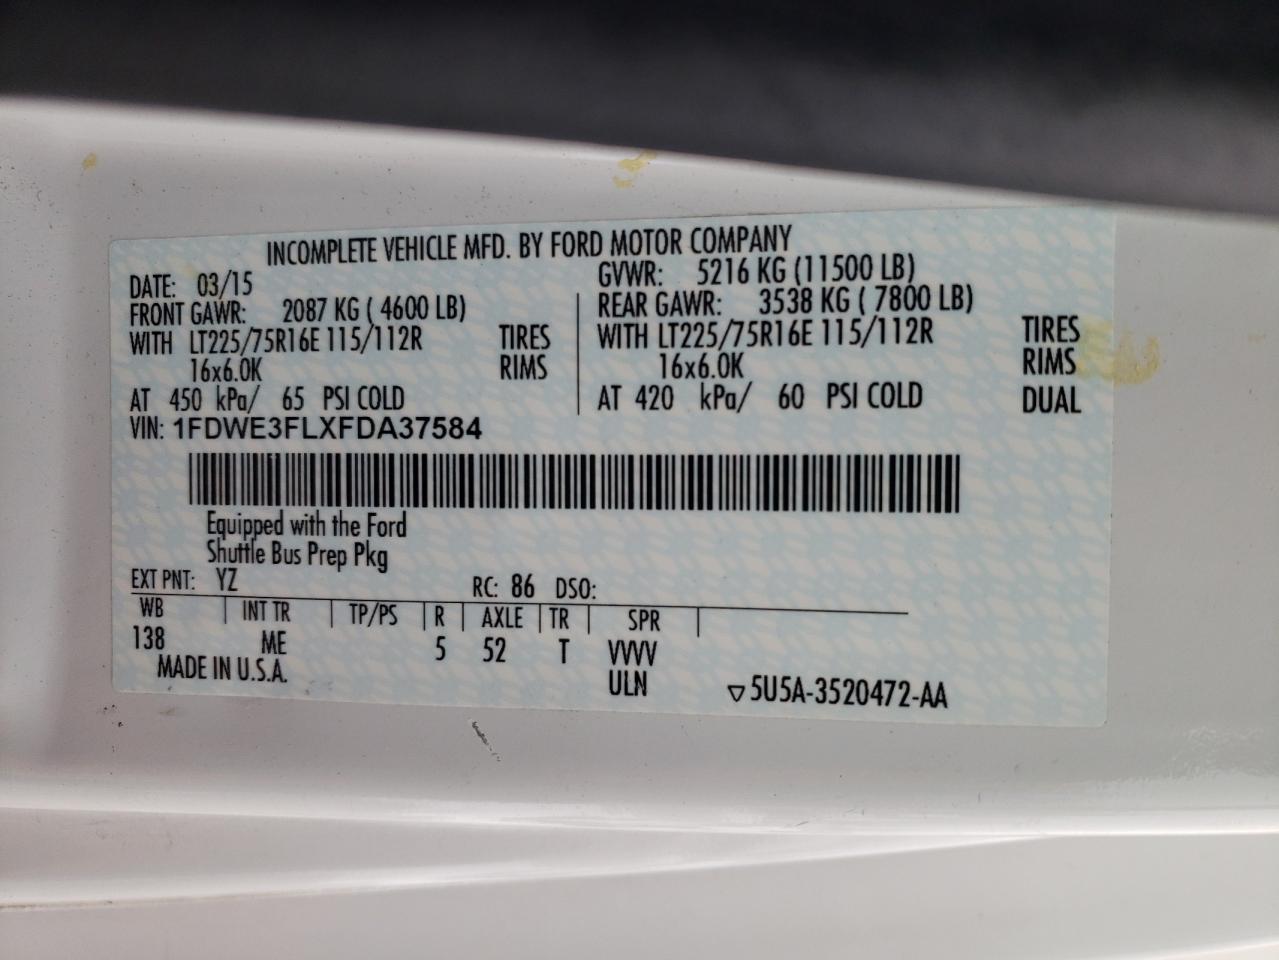 INCOMPLETE VEHICLE MFD. BY FORD MOTOR COMPANY
DATE: 03/15 GVWR: 5216 KG (11500 LB)
FRONT GAWR: 2087 KG ( 4600 LB) REAR GAWR: 3538 KG ( 7800 LB)
WITH LT225/75R16E 115/112R TIRES WITH LT225/75R16E 115/112R TIRES
16x6.0K RIMS 16x6.0K RIMS
AT 450 kPa/ 65 PSI COLD AT 420 kPa/ 60 PSI COLD DUAL
VIN: 1FDWE3FLXFDA37584
Equipped with the Ford
Shuttle Bus Prep Pkg
EXT PNT: YZ RC: 86 DSO:
WB INT TR TP/PS R AXLE TR SPR
138 ME 5 52 T VVVV
MADE IN U.S.A. ULN ▽5U5A-3520472-AA